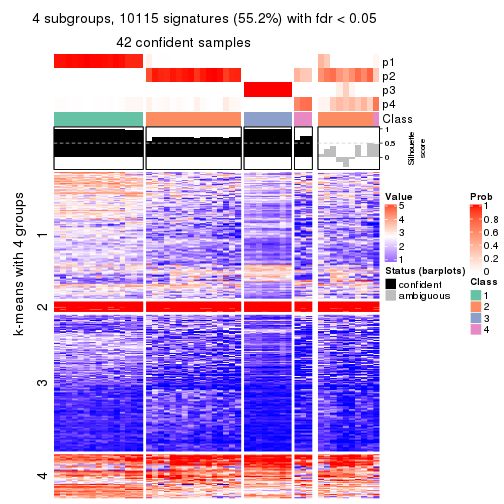 4 subgroups, 10115 signatures (55.2%) with fdr < 0.05
42 confident samples
p1
p2
p3
p4
Class
1
0.5
0
Silhouette
score
k-means with 4 groups
1
2
3
4
Value
5
4
3
2
1
Status (barplots)
confident
ambiguous
Prob
1
0.8
0.6
0.4
0.2
0
Class
1
2
3
4